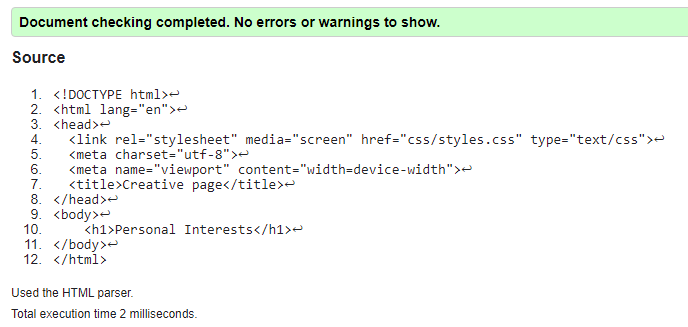 Document checking completed. No errors or warnings to show.
Source
1. <!DOCTYPE html>↩
2. <html lang="en">↩
3. <head>↩
4.   <link rel="stylesheet" media="screen" href="css/styles.css" type="text/css">↩
5.   <meta charset="utf-8">↩
6.   <meta name="viewport" content="width=device-width">↩
7.   <title>Creative page</title>↩
8. </head>↩
9. <body>↩
10.     <h1>Personal Interests</h1>↩
11. </body>↩
12. </html>
Used the HTML parser.
Total execution time 2 milliseconds.